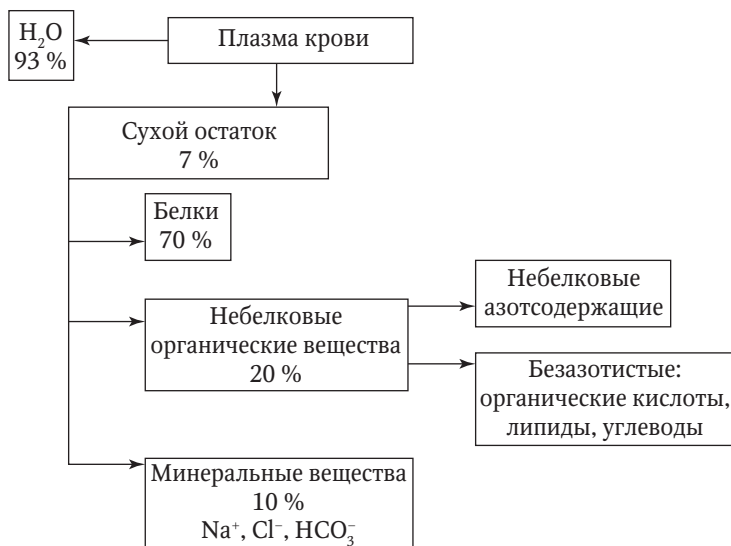 H₂O
93 %
Плазма крови
Сухой остаток
7 %
Белки
70 %
Небелковые
органические вещества
20 %
Небелковые
азотсодержащие
Безазотистые:
органические кислоты,
липиды, углеводы
Минеральные вещества
10 %
Na⁺, Cl⁻, HCO₃⁻